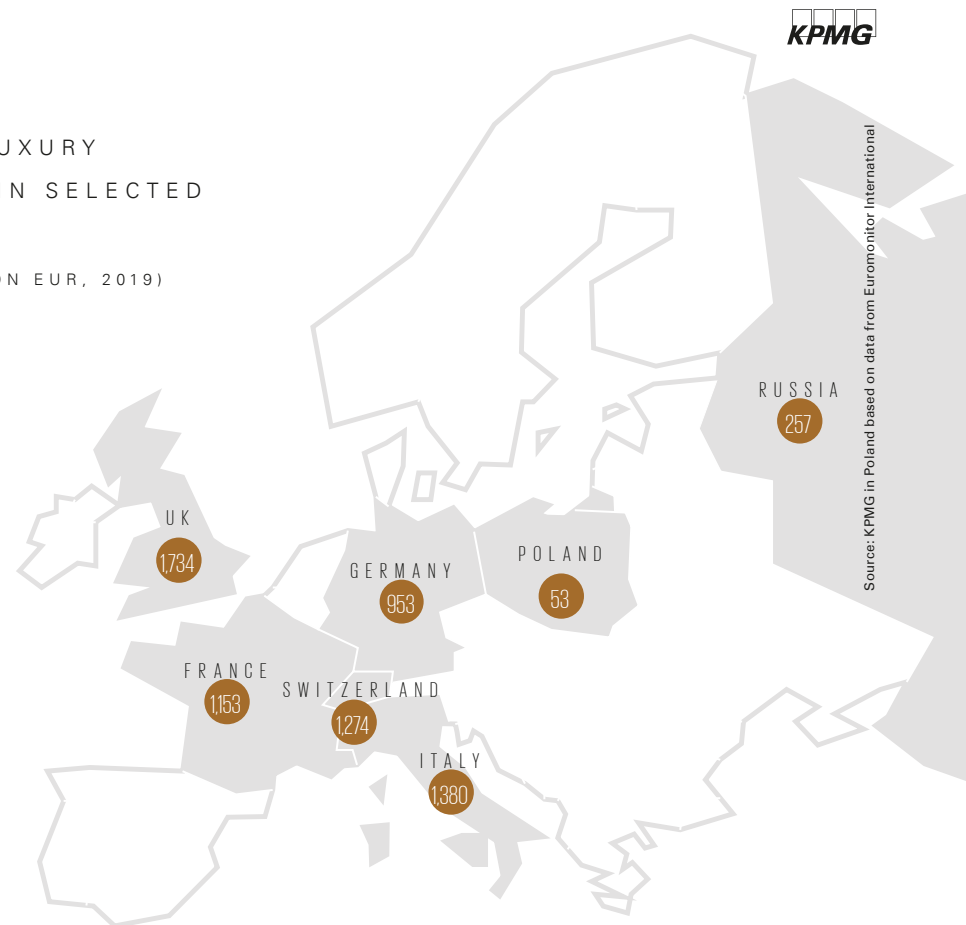 KPMG
UXURY
IN SELECTED
ON EUR, 2019)
Source: KPMG in Poland based on data from Euromonitor International
RUSSIA
257
UK
1,734
GERMANY
953
POLAND
53
FRANCE
1,153
SWITZERLAND
1,274
ITALY
1,380